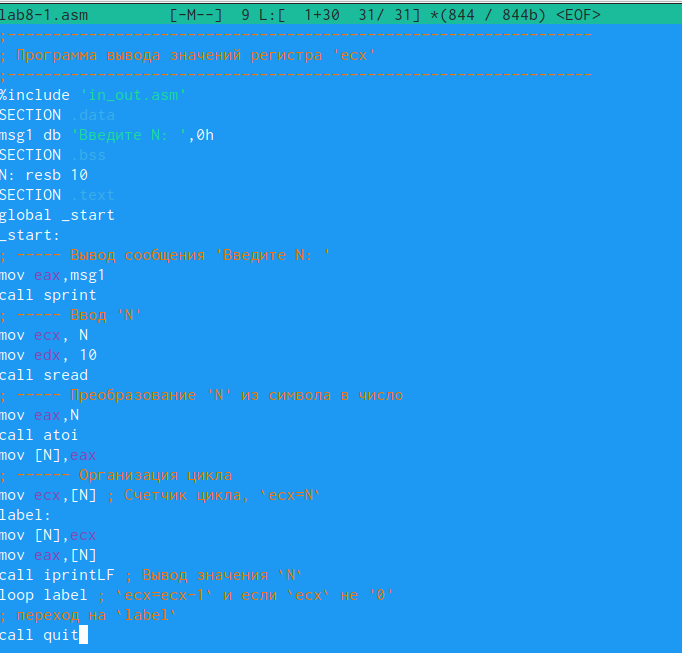 lab8-1.asm         [-M--]  9 L:[  1+30  31/ 31] *(844 / 844b) <EOF>
;-----------------------------------------------------------------
; Программа вывода значений регистра 'ecx'
;-----------------------------------------------------------------
%include 'in_out.asm'
SECTION .data
msg1 db 'Введите N: ',0h
SECTION .bss
N: resb 10
SECTION .text
global _start
_start:
; ----- Вывод сообщения 'Введите N: '
mov eax,msg1
call sprint
; ----- Ввод 'N'
mov ecx, N
mov edx, 10
call sread
; ----- Преобразование 'N' из символа в число
mov eax,N
call atoi
mov [N],eax
; ------ Организация цикла
mov ecx,[N] ; Счетчик цикла, `ecx=N`
label:
mov [N],ecx
mov eax,[N]
call iprintLF ; Вывод значения `N`
loop label ; `ecx=ecx-1` и если `ecx` не '0'
; переход на `label`
call quit